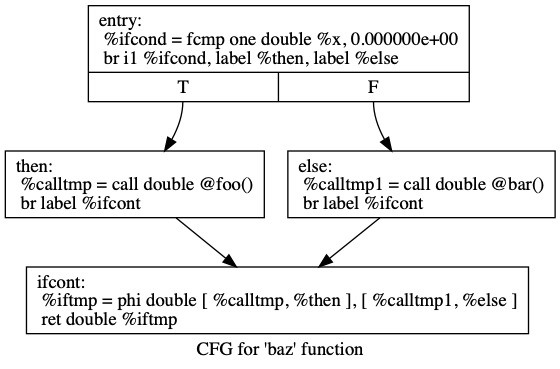 entry:
%ifcond = fcmp one double %x, 0.000000e+00
br i1 %ifcond, label %then, label %else
T
F
then:
%calltmp = call double @foo()
br label %ifcont
else:
%calltmp1 = call double @bar()
br label %ifcont
ifcont:
%iftmp = phi double [ %calltmp, %then ], [ %calltmp1, %else ]
ret double %iftmp
CFG for 'baz' function